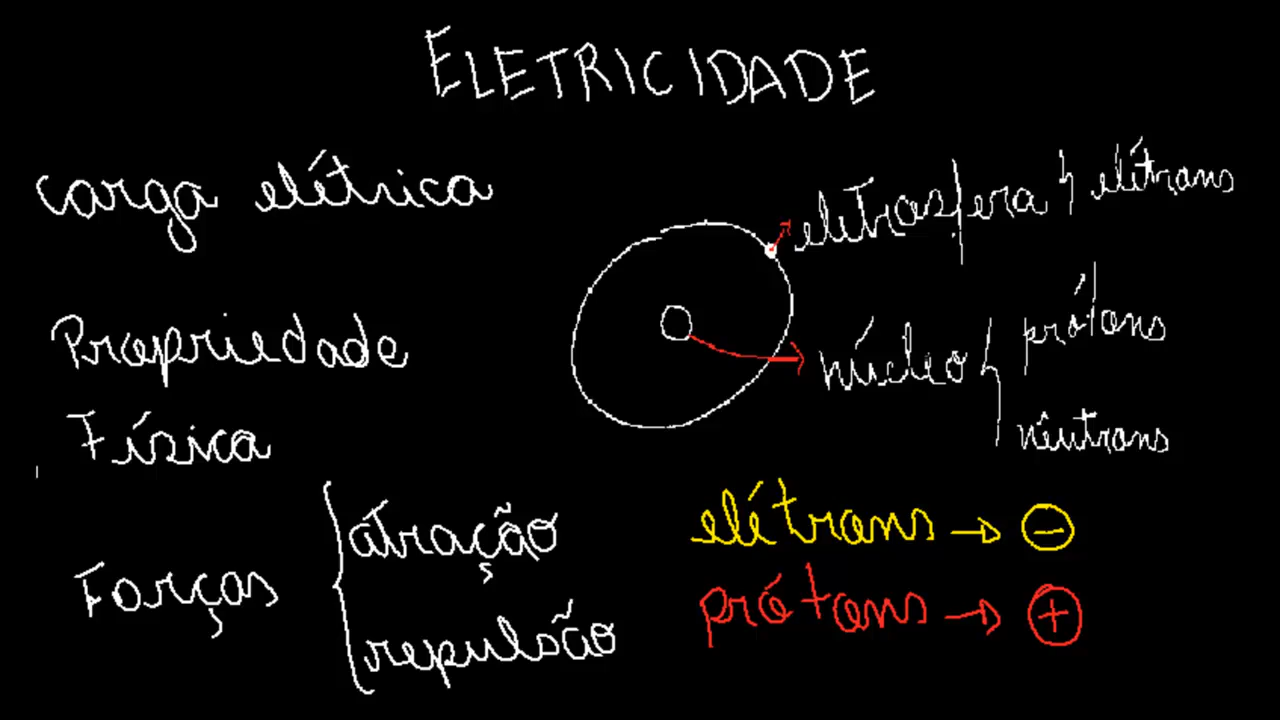 ELETRICIDADE
carga elétrica
eletrosfera { elétrons
Propriedade
Física
núcleo { prótons
nêutrons
Forças { atração
repulsão
elétrons → ⊖
prótons → ⊕